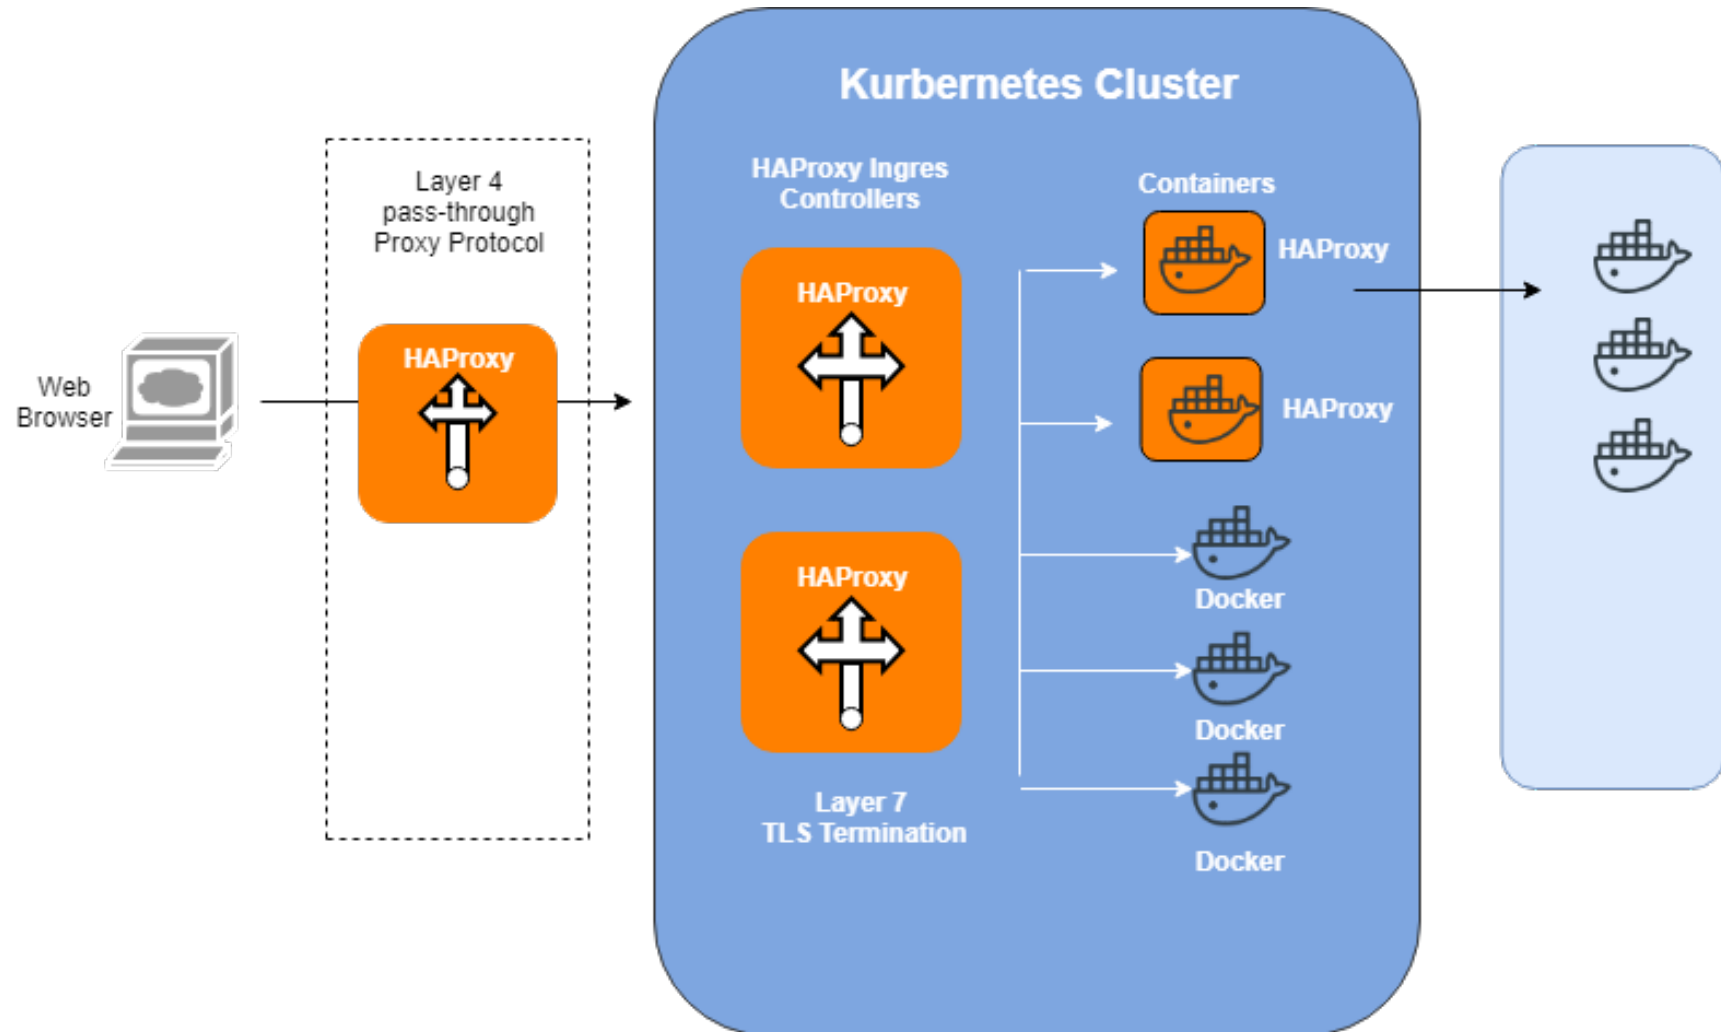 Kurbernetes Cluster
Layer 4
pass-through
Proxy Protocol
HAProxy
Web
Browser
HAProxy Ingres
Controllers
HAProxy
HAProxy
Layer 7
TLS Termination
Containers
HAProxy
HAProxy
Docker
Docker
Docker